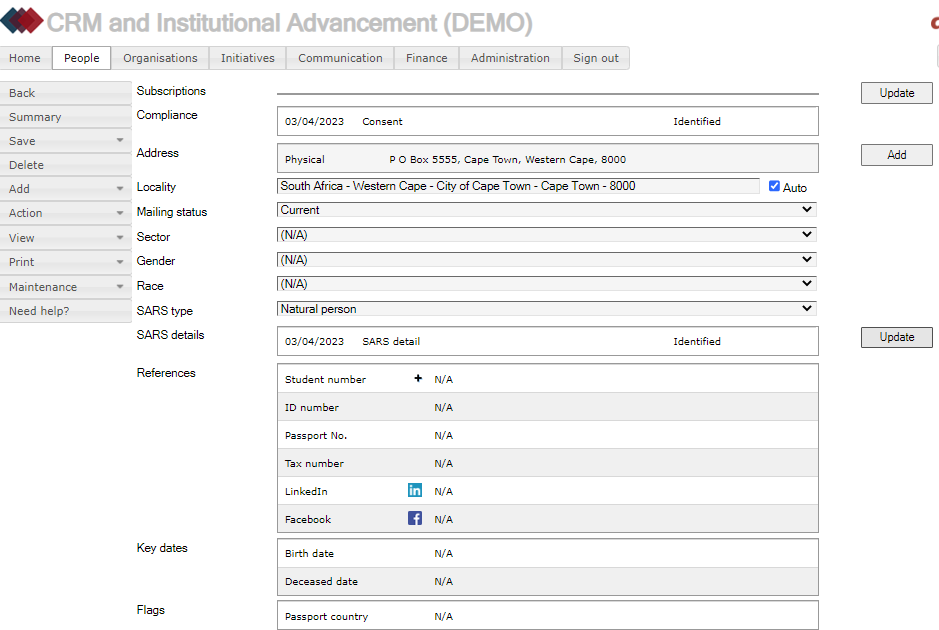 CRM and Institutional Advancement (DEMO)
Home People Organisations Initiatives Communication Finance Administration Sign out
Back
Summary
Save
Delete
Add
Action
View
Print
Maintenance
Need help?
Subscriptions Update
Compliance 03/04/2023 Consent Identified
Address Physical P O Box 5555, Cape Town, Western Cape, 8000 Add
Locality South Africa - Western Cape - City of Cape Town - Cape Town - 8000 Auto
Mailing status Current
Sector (N/A)
Gender (N/A)
Race (N/A)
SARS type Natural person
SARS details 03/04/2023 SARS detail Identified Update
References Student number + N/A
ID number N/A
Passport No. N/A
Tax number N/A
LinkedIn in N/A
Facebook f N/A
Key dates Birth date N/A
Deceased date N/A
Flags Passport country N/A